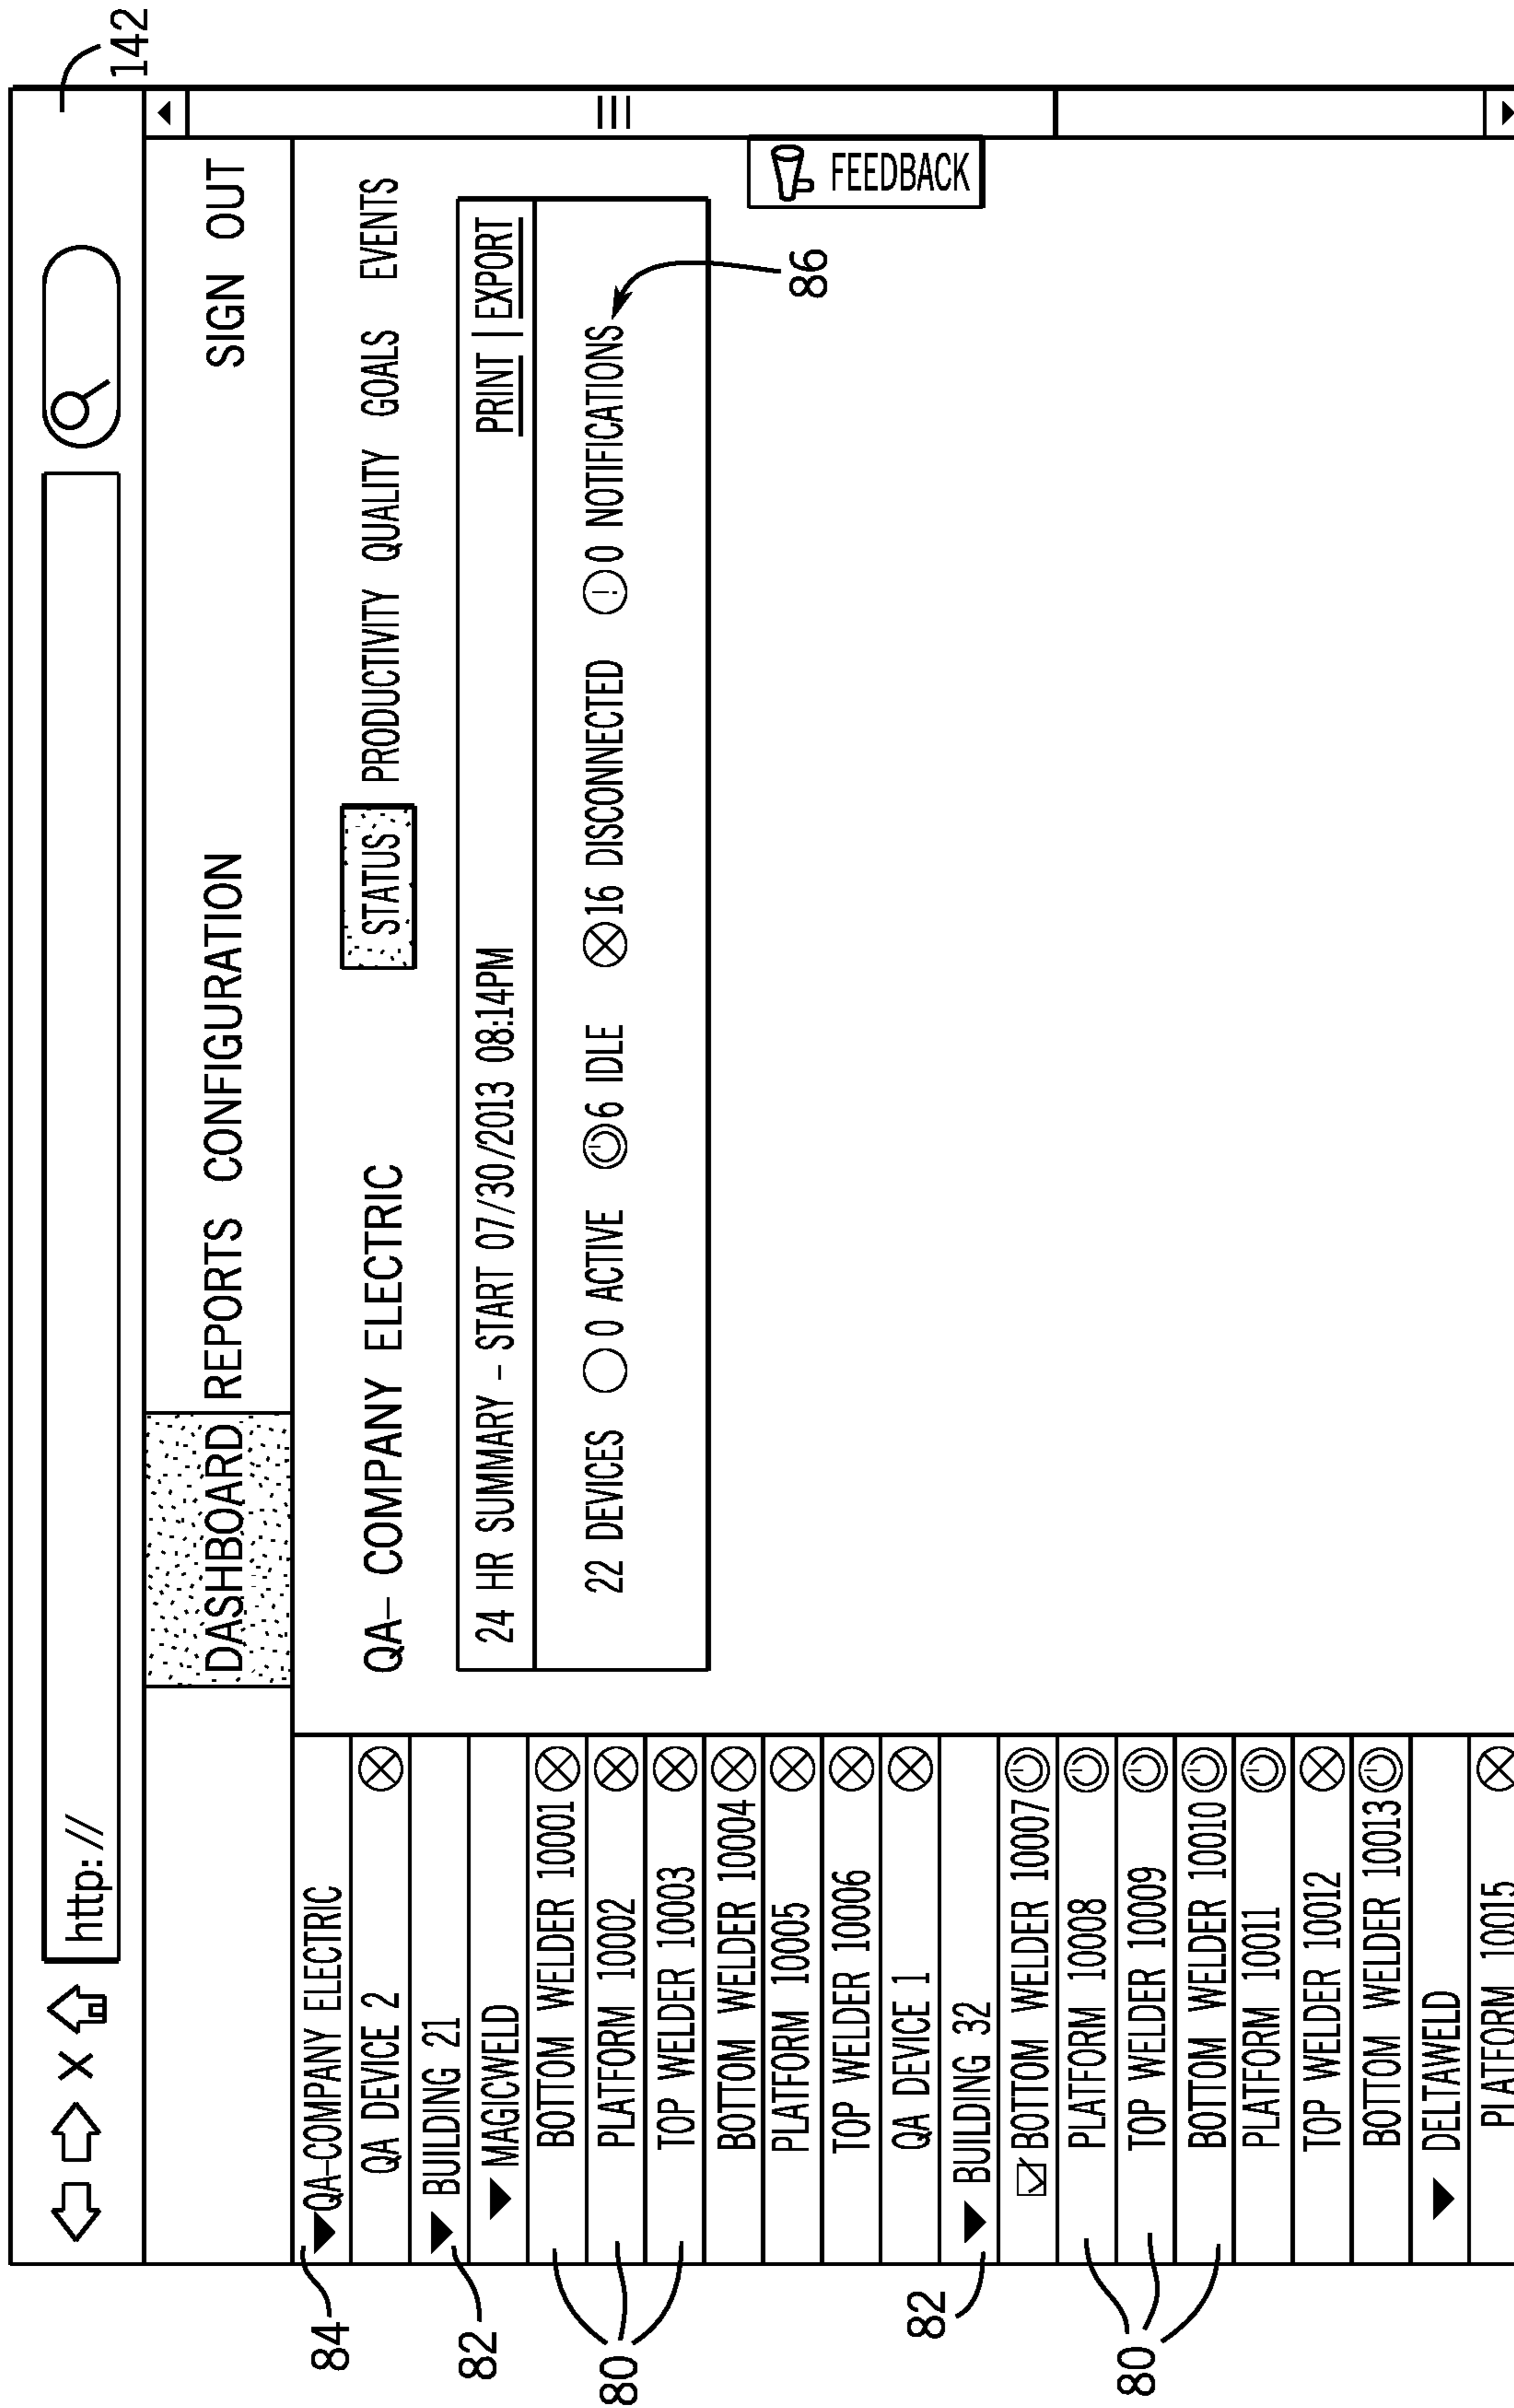 142
http://
DASHBOARD REPORTS CONFIGURATION SIGN OUT
84
QA-COMPANY ELECTRIC
QA DEVICE 2
82
BUILDING 21
MAGICWELD
80
BOTTOM WELDER 10001
PLATFORM 10002
TOP WELDER 10003
BOTTOM WELDER 10004
PLATFORM 10005
TOP WELDER 10006
QA DEVICE 1
82
BUILDING 32
BOTTOM WELDER 10007
80
PLATFORM 10008
TOP WELDER 10009
BOTTOM WELDER 10010
PLATFORM 10011
TOP WELDER 10012
BOTTOM WELDER 10013
DELTAWELD
PLATFORM 10015
QA- COMPANY ELECTRIC STATUS PRODUCTIVITY QUALITY GOALS EVENTS
24 HR SUMMARY - START 07/30/2013 08:14PM PRINT | EXPORT
22 DEVICES 0 ACTIVE 6 IDLE 16 DISCONNECTED 0 NOTIFICATIONS
86
FEEDBACK